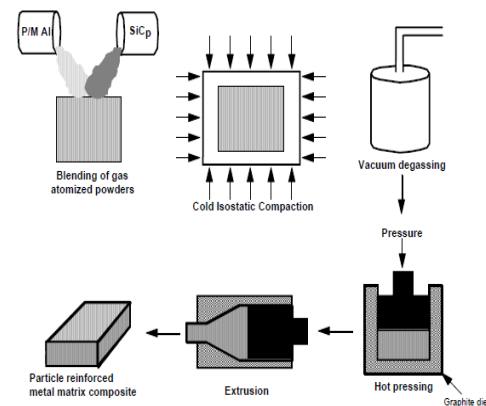 P/M Al
SiCp
Blending of gas
atomized powders
Cold Isostatic Compaction
Vacuum degassing
Pressure
Particle reinforced
metal matrix composite
Extrusion
Hot pressing
Graphite die